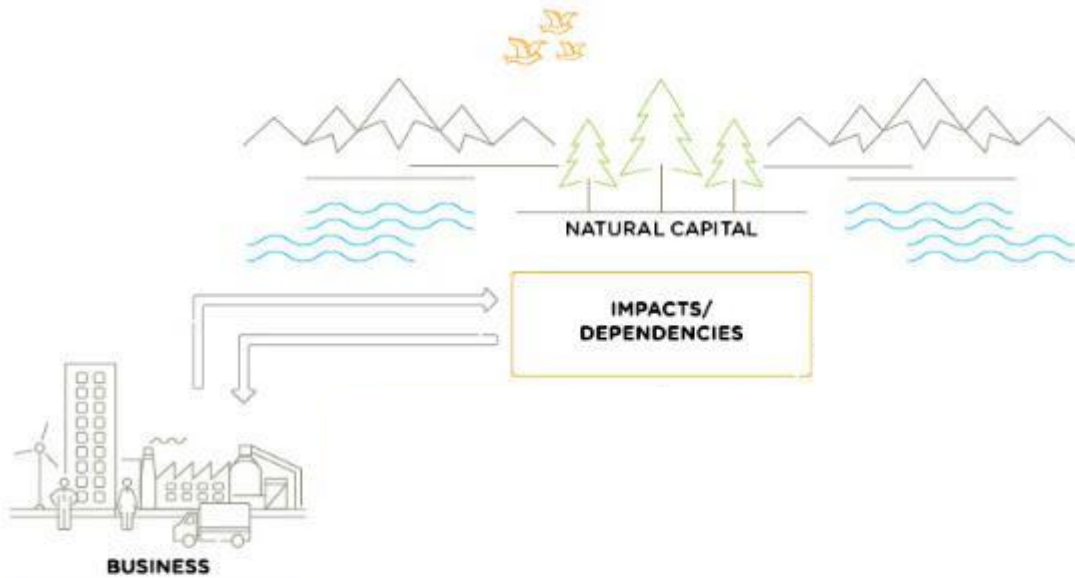 NATURAL CAPITAL
IMPACTS/
DEPENDENCIES
BUSINESS